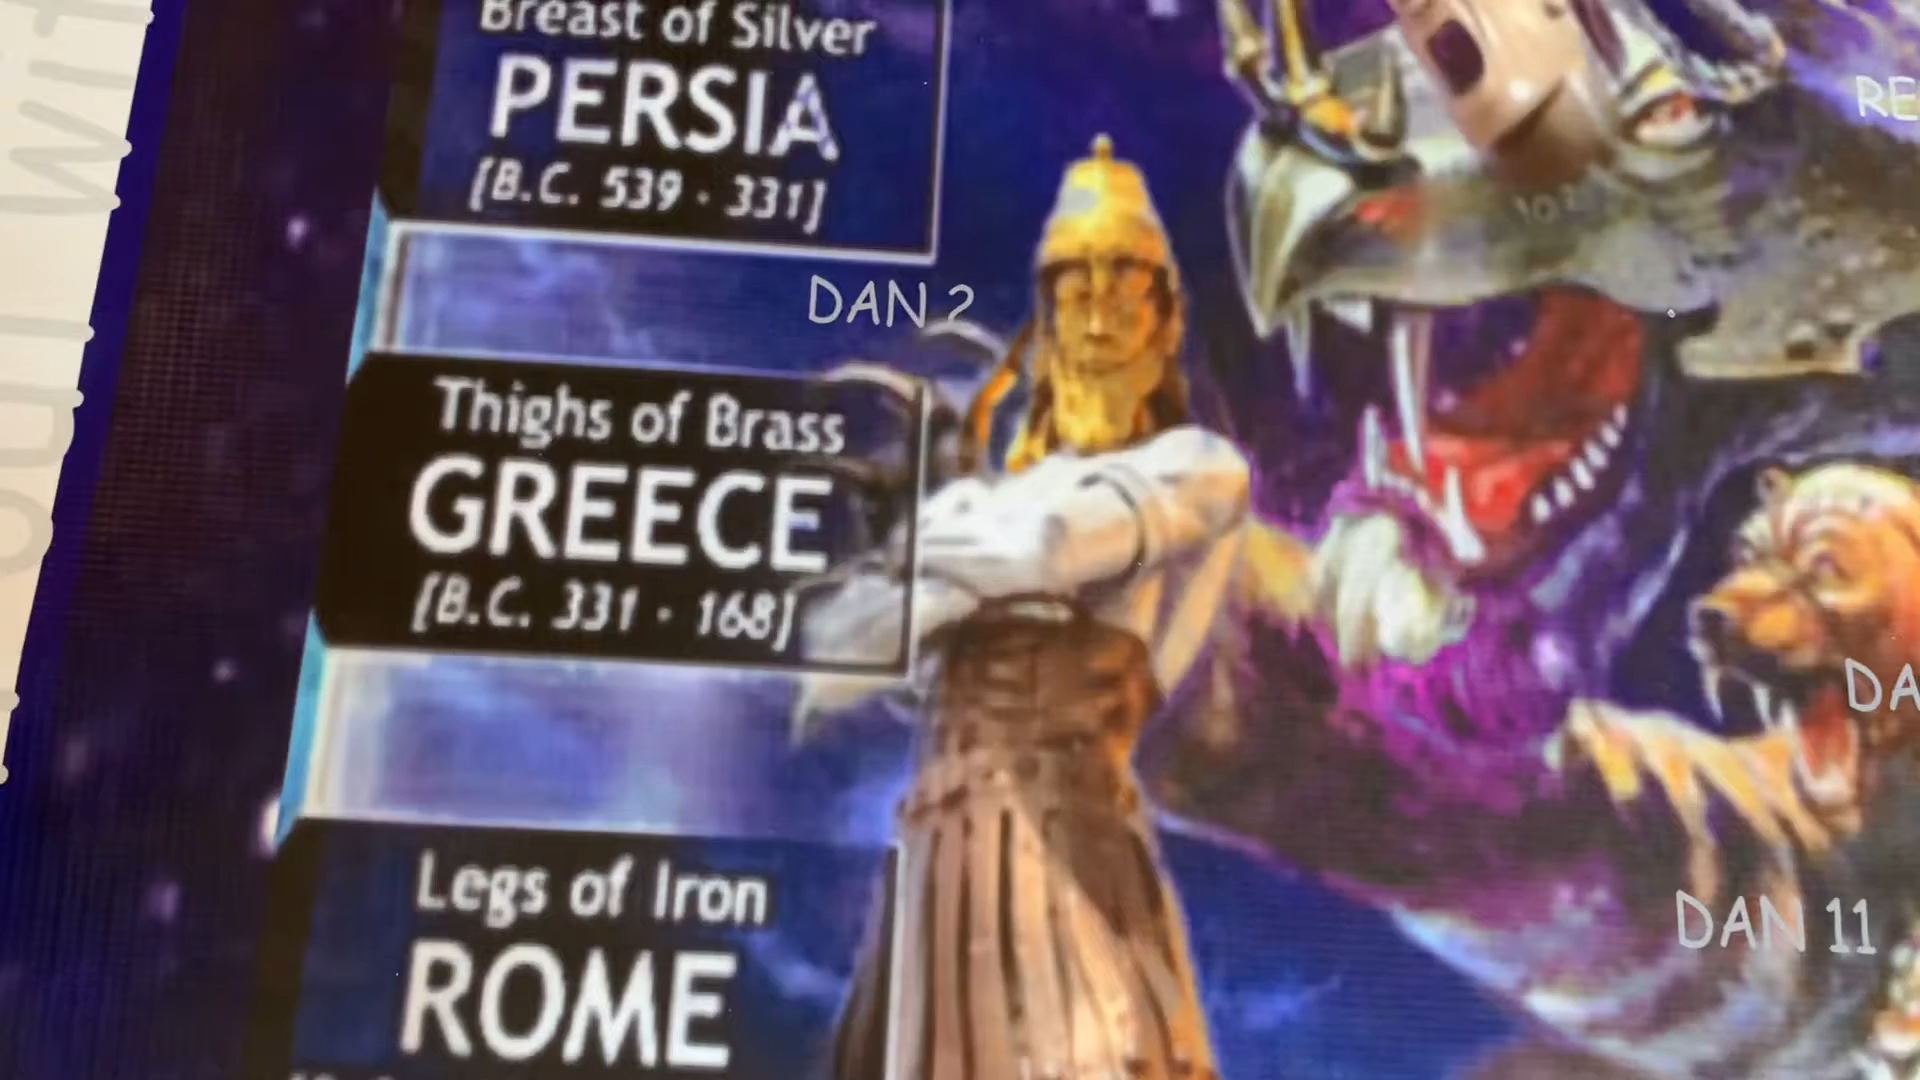 Breast of Silver
PERSIA
[B.C. 539 · 331]
DAN 2
Thighs of Brass
GREECE
[B.C. 331 · 168]
Legs of Iron
ROME
DAN 11